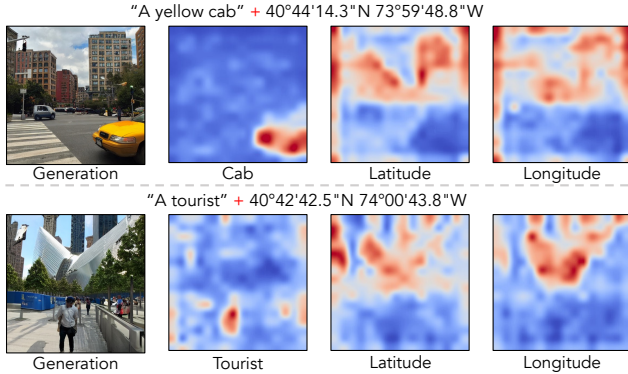 “A yellow cab” + 40°44'14.3"N 73°59'48.8"W
Generation Cab Latitude Longitude
“A tourist” + 40°42'42.5"N 74°00'43.8"W
Generation Tourist Latitude Longitude